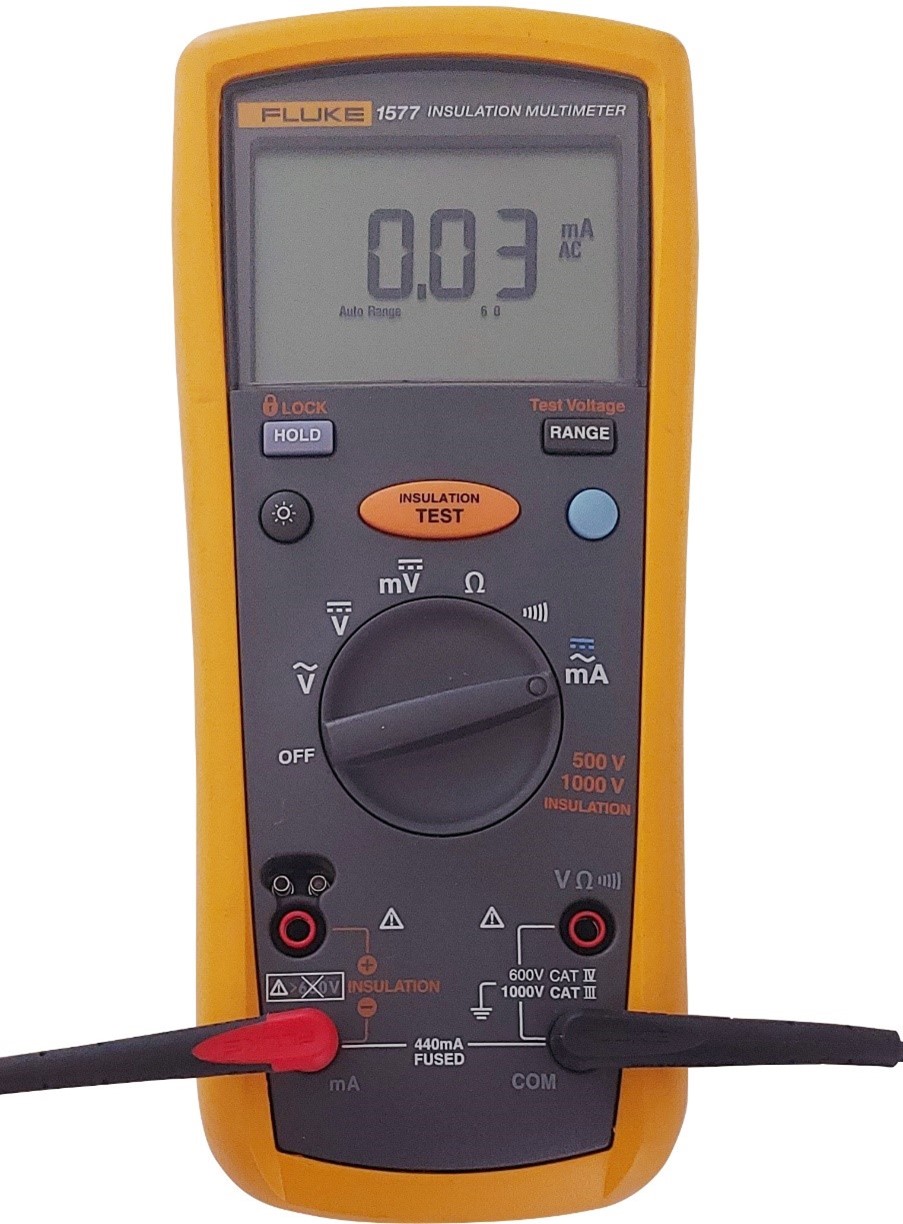 FLUKE 1577 INSULATION MULTIMETER
0.03 mA
AC
Auto Range 60
LOCK Test Voltage
HOLD RANGE
INSULATION
TEST
mV Ω
V
V mA
OFF
500 V
1000 V
INSULATION
V Ω
600V CAT IV
INSULATION 1000V CAT III
440mA
FUSED
mA COM